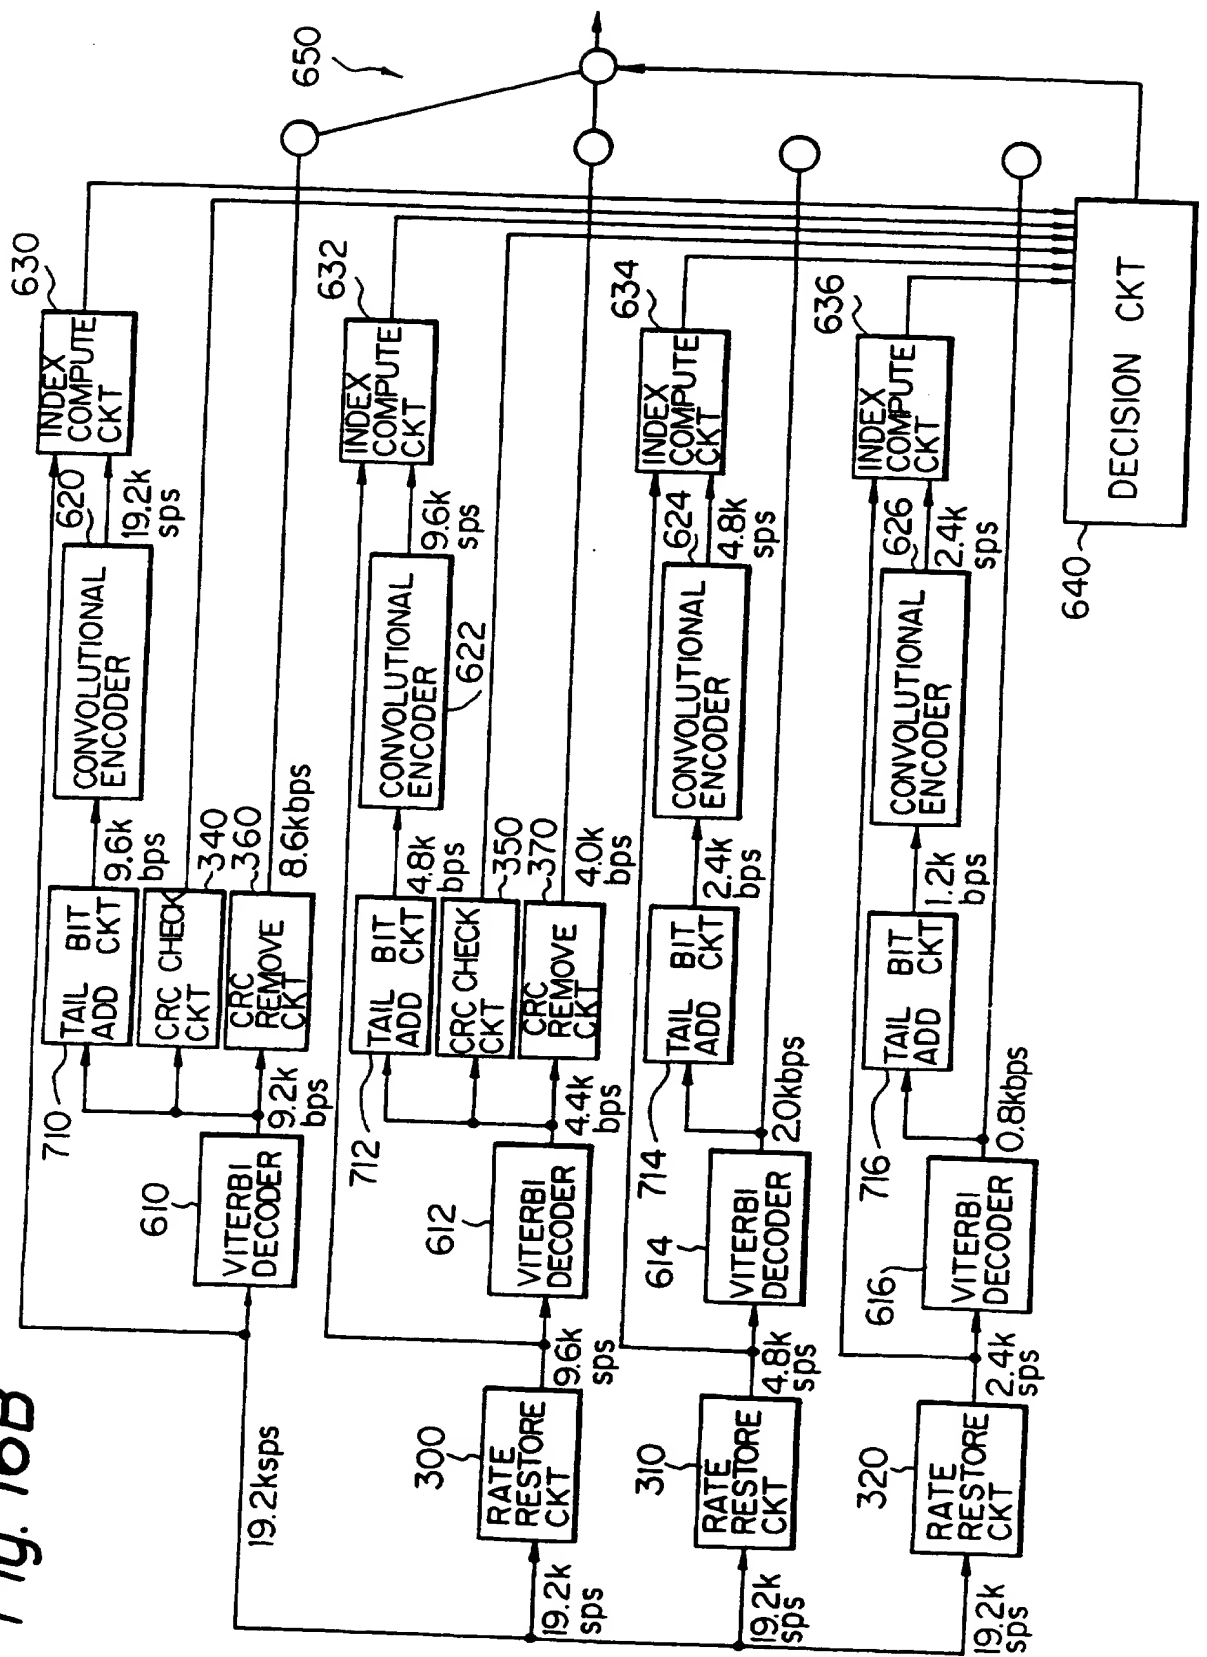 Fig. 16B
19.2ksps
19.2k
sps
19.2k
sps
19.2k
sps
RATE
RESTORE
CKT
300
RATE
RESTORE
CKT
310
RATE
RESTORE
CKT
320
9.6k
sps
4.8k
sps
2.4k
sps
610
VITERBI
DECODER
612
VITERBI
DECODER
614
VITERBI
DECODER
616
VITERBI
DECODER
9.2k
bps
4.4k
bps
2.0kbps
0.8kbps
710
TAIL BIT
ADD CKT
CRC CHECK
CKT
340
CRC
REMOVE
CKT
360
712
TAIL BIT
ADD CKT
CRC CHECK
CKT
350
CRC
REMOVE
CKT
370
714
TAIL BIT
ADD CKT
716
TAIL BIT
ADD CKT
9.6k
bps
8.6kbps
4.8k
bps
4.0k
bps
2.4k
bps
1.2k
bps
CONVOLUTIONAL
ENCODER
620
CONVOLUTIONAL
ENCODER
622
CONVOLUTIONAL
ENCODER
624
CONVOLUTIONAL
ENCODER
626
19.2k
sps
9.6k
sps
4.8k
sps
2.4k
sps
INDEX
COMPUTE
CKT
630
INDEX
COMPUTE
CKT
632
INDEX
COMPUTE
CKT
634
INDEX
COMPUTE
CKT
636
640
DECISION CKT
650